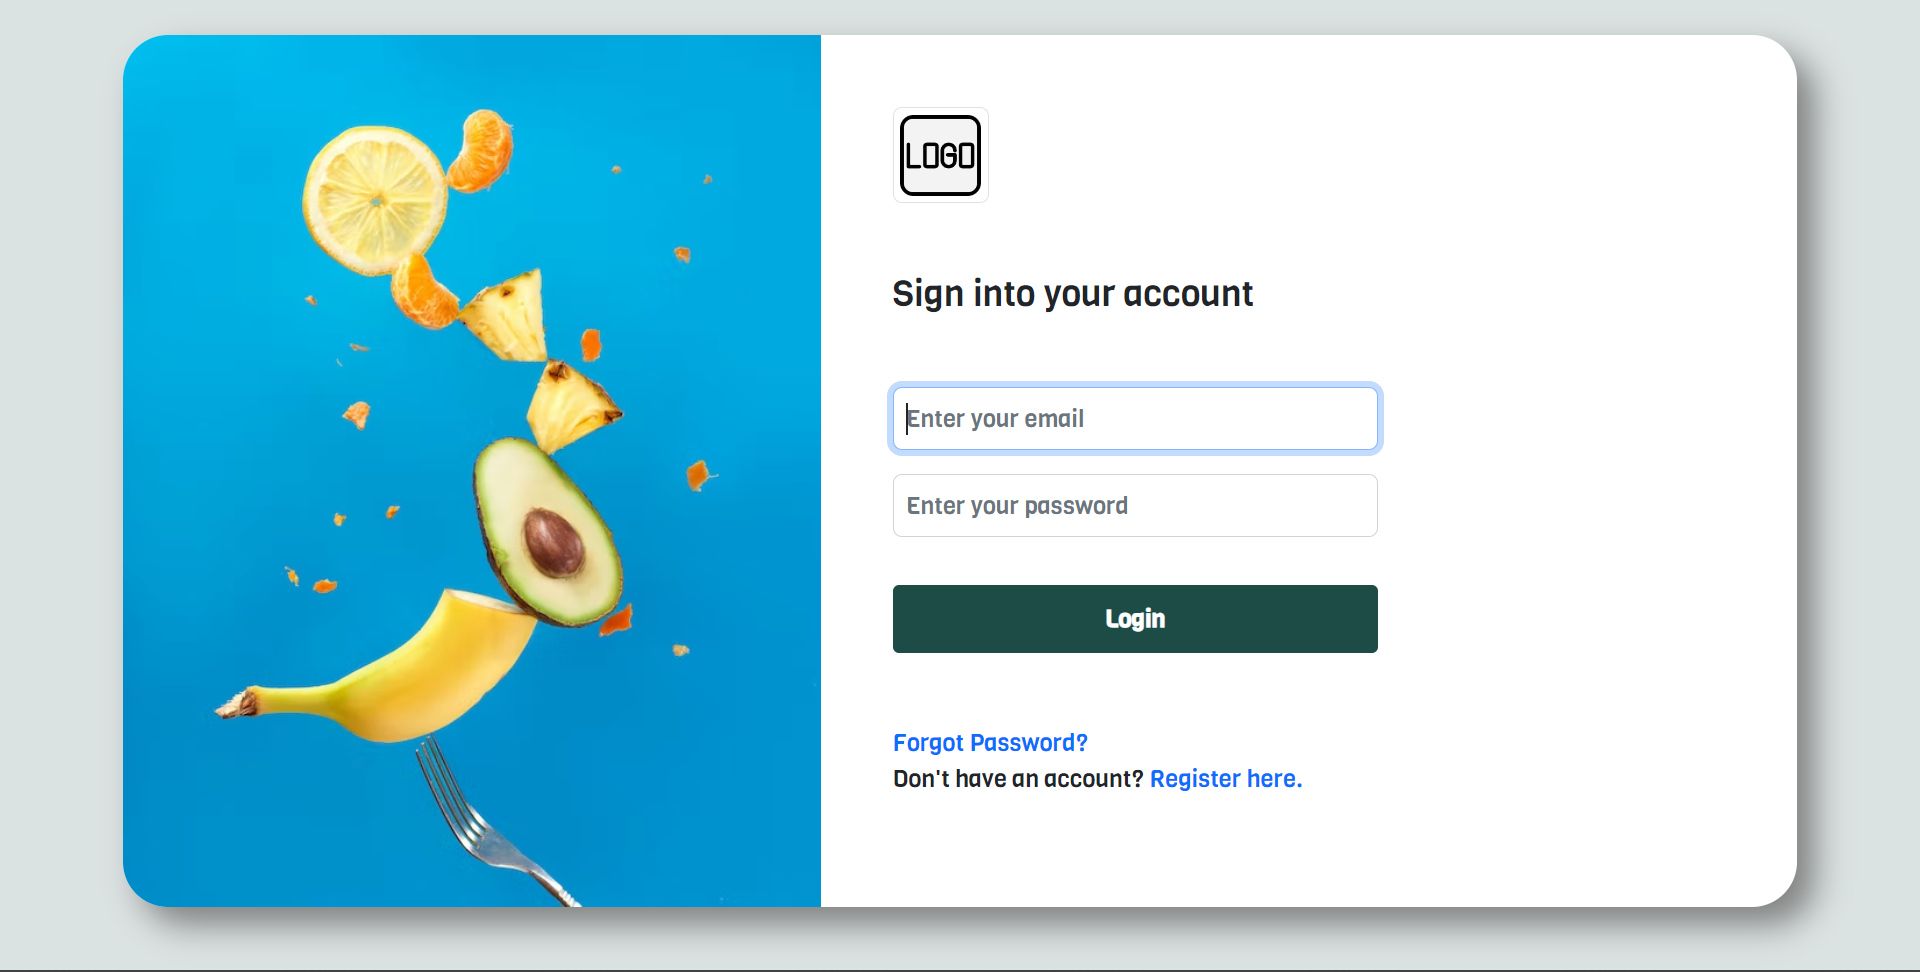 LOGO
Sign into your account
Enter your email
Enter your password
Login
Forgot Password?
Don't have an account? Register here.